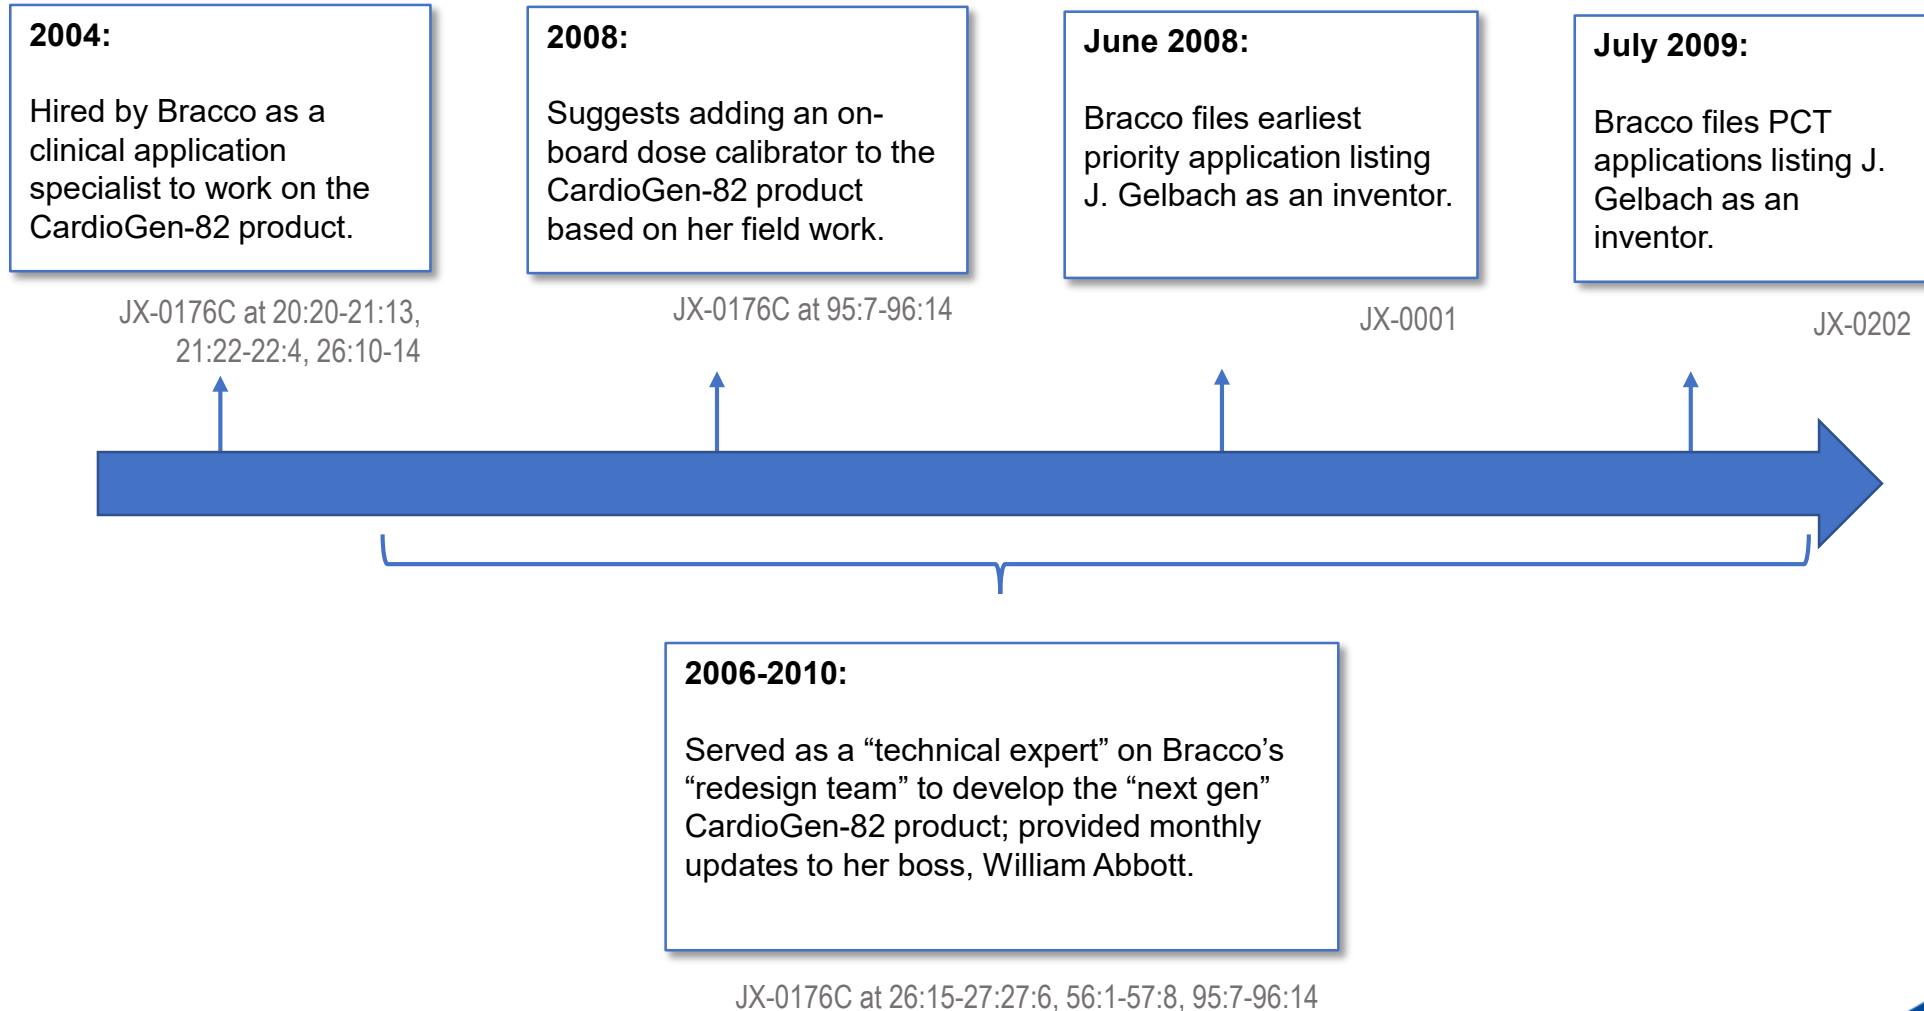 2004:
Hired by Bracco as a
clinical application
specialist to work on the
CardioGen-82 product.
JX-0176C at 20:20-21:13,
21:22-22:4, 26:10-14
2008:
Suggests adding an on-
board dose calibrator to the
CardioGen-82 product
based on her field work.
JX-0176C at 95:7-96:14
June 2008:
Bracco files earliest
priority application listing
J. Gelbach as an inventor.
JX-0001
July 2009:
Bracco files PCT
applications listing J.
Gelbach as an
inventor.
JX-0202
2006-2010:
Served as a “technical expert” on Bracco’s
“redesign team” to develop the “next gen”
CardioGen-82 product; provided monthly
updates to her boss, William Abbott.
JX-0176C at 26:15-27:27:6, 56:1-57:8, 95:7-96:14